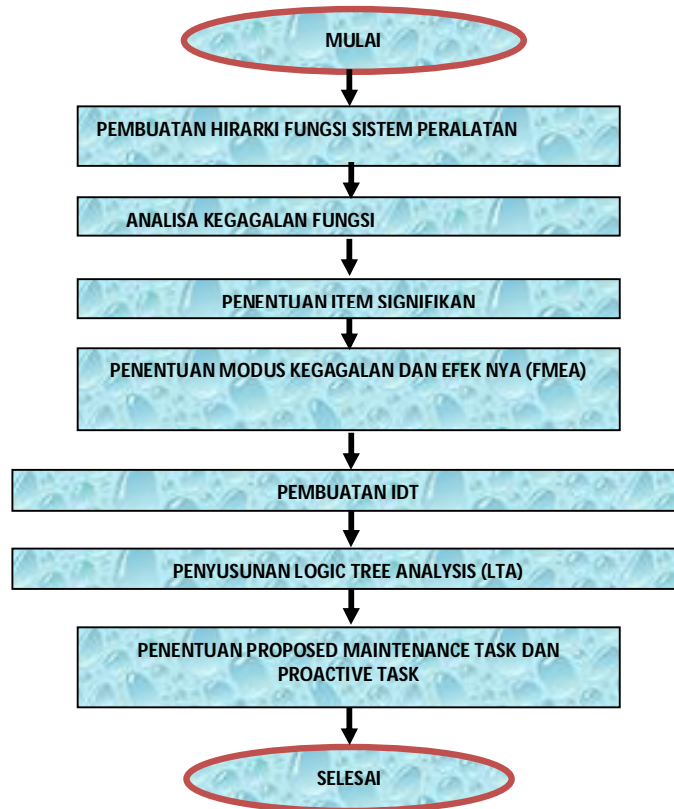 MULAI
PEMBUATAN HIRARKI FUNGSI SISTEM PERALATAN
ANALISA KEGAGALAN FUNGSI
PENENTUAN ITEM SIGNIFIKAN
PENENTUAN MODUS KEGAGALAN DAN EFEK NYA (FMEA)
PEMBUATAN IDT
PENYUSUNAN LOGIC TREE ANALYSIS (LTA)
PENENTUAN PROPOSED MAINTENANCE TASK DAN
PROACTIVE TASK
SELESAI